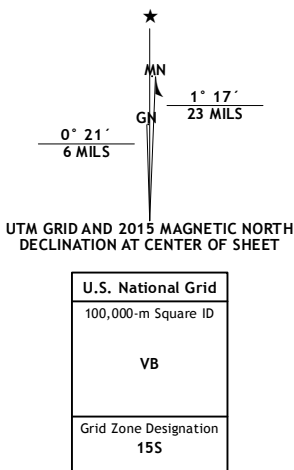 ★
MN
1° 17´
23 MILS
GN
0° 21´
6 MILS
UTM GRID AND 2015 MAGNETIC NORTH
DECLINATION AT CENTER OF SHEET
U.S. National Grid
100,000-m Square ID
VB
Grid Zone Designation
15S